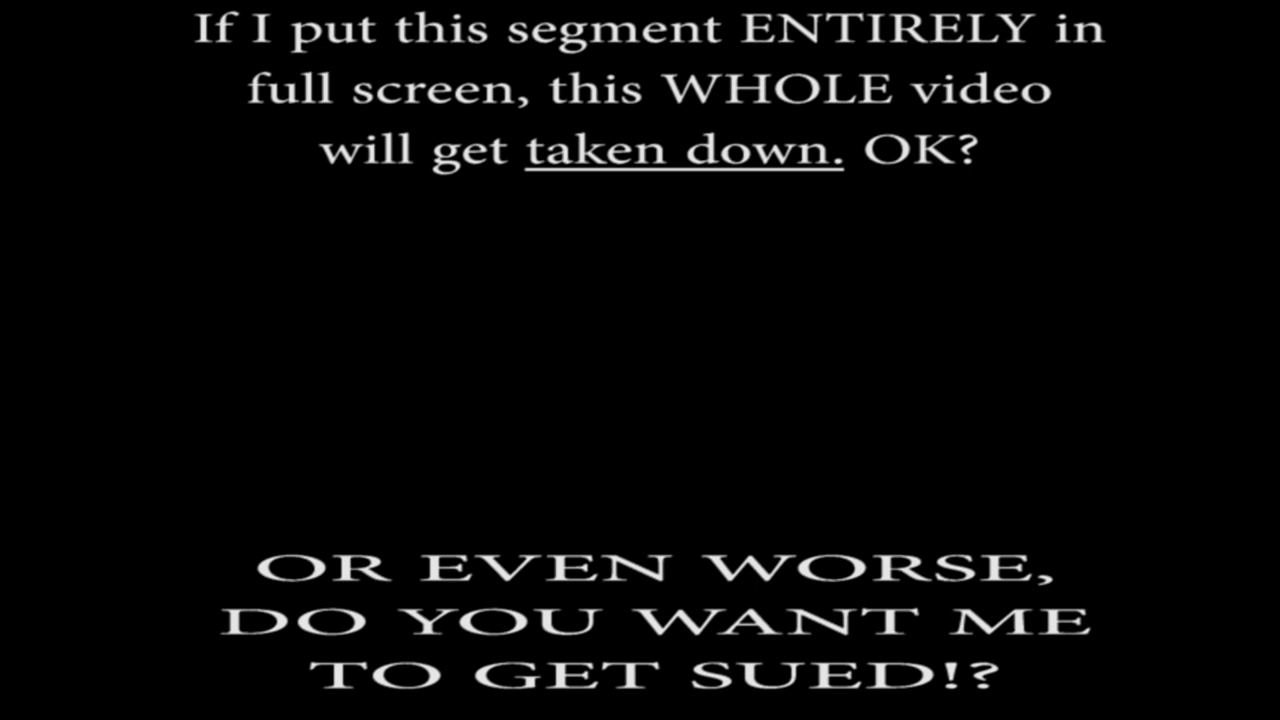 If I put this segment ENTIRELY in
full screen, this WHOLE video
will get taken down. OK?
OR EVEN WORSE,
DO YOU WANT ME
TO GET SUED!?